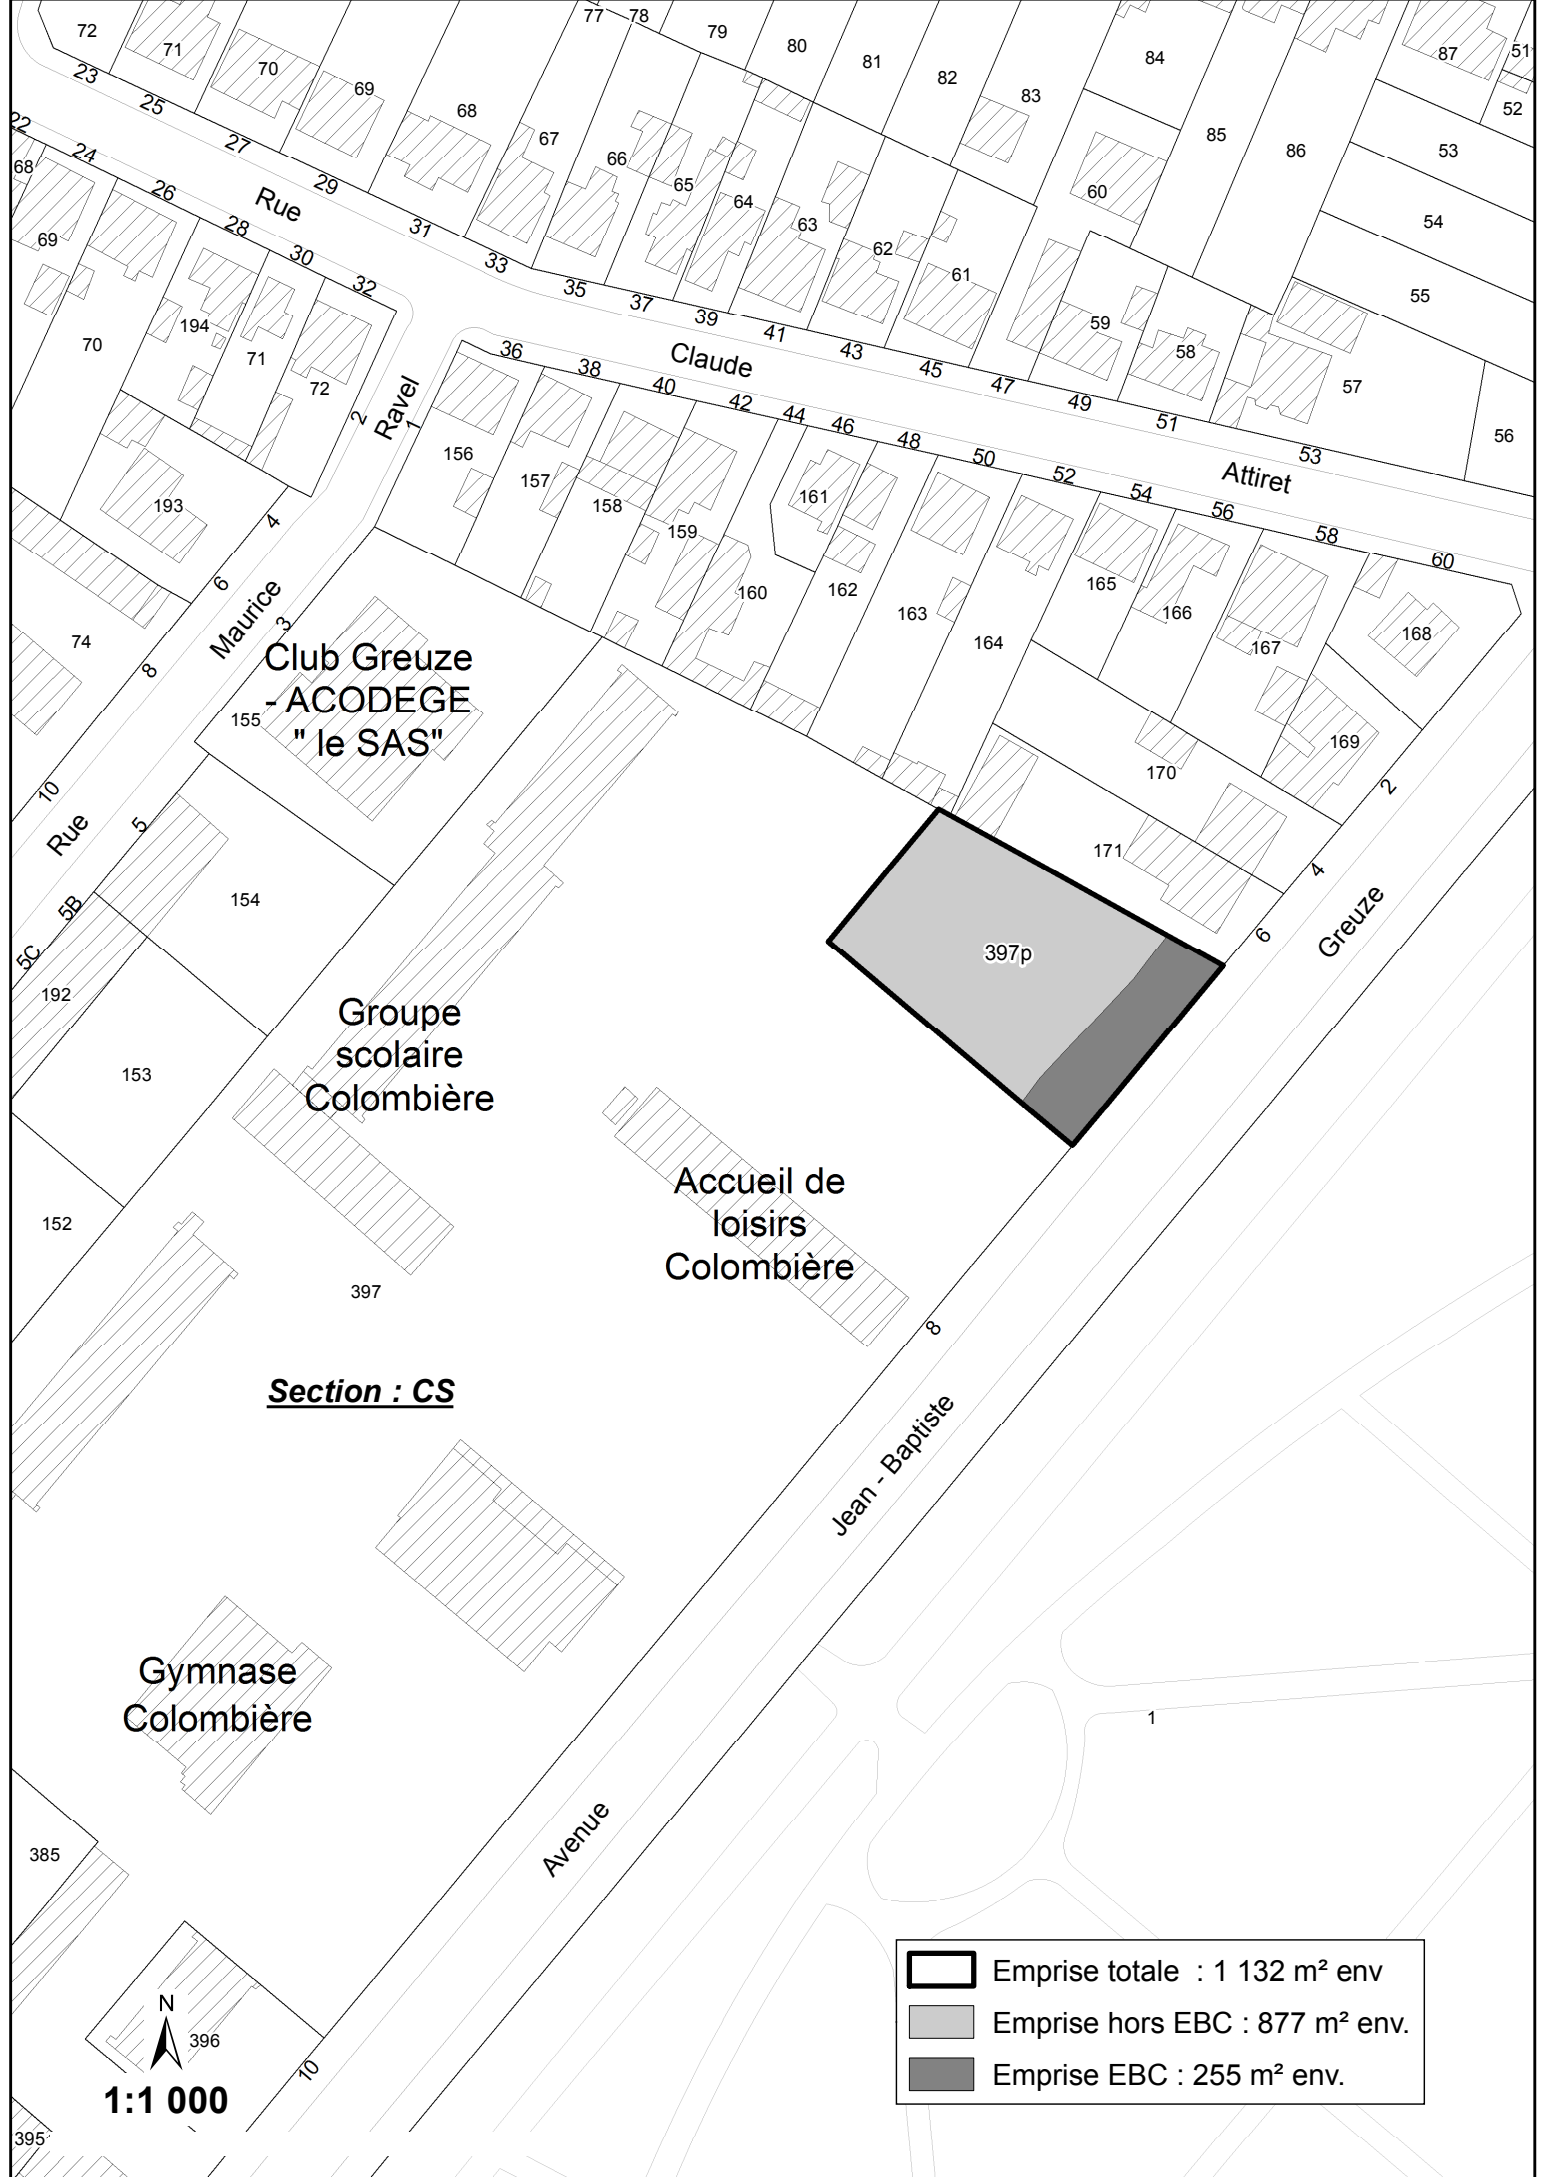 77 78
72 79
71 80 84 87 51
70 81
69 82
23 83
25 68 52
22 27 67 85 86 53
24 66
68 26 29 65 60
Rue 64
28 31 63 54
69 30 33 62
32 35 61 55
37
194 39 59
70 71 36 41 58
Claude 43 57
72 38 45
40 47
2 Ravel 42 49
1 44 51 56
156 46 53
48
157 50 Attiret
193 158 161 52
4 159 54
56
58
6 60
160 162 165
Maurice 163 166
3 168
74 164 167
8 Club Greuze
- ACODEGE
155 " le SAS" 169
170
10 2
5
Rue 171
4
154
5B 6 Greuze
5C 397p
192
Groupe
scolaire
153
Colombière
Accueil de
152 loisirs
Colombière
397
8
Section : CS
Jean - Baptiste
Gymnase
Colombière
1
Avenue
385
Emprise totale : 1 132 m² env
N
Emprise hors EBC : 877 m² env.
396
10 Emprise EBC : 255 m² env.
1:1 000
395